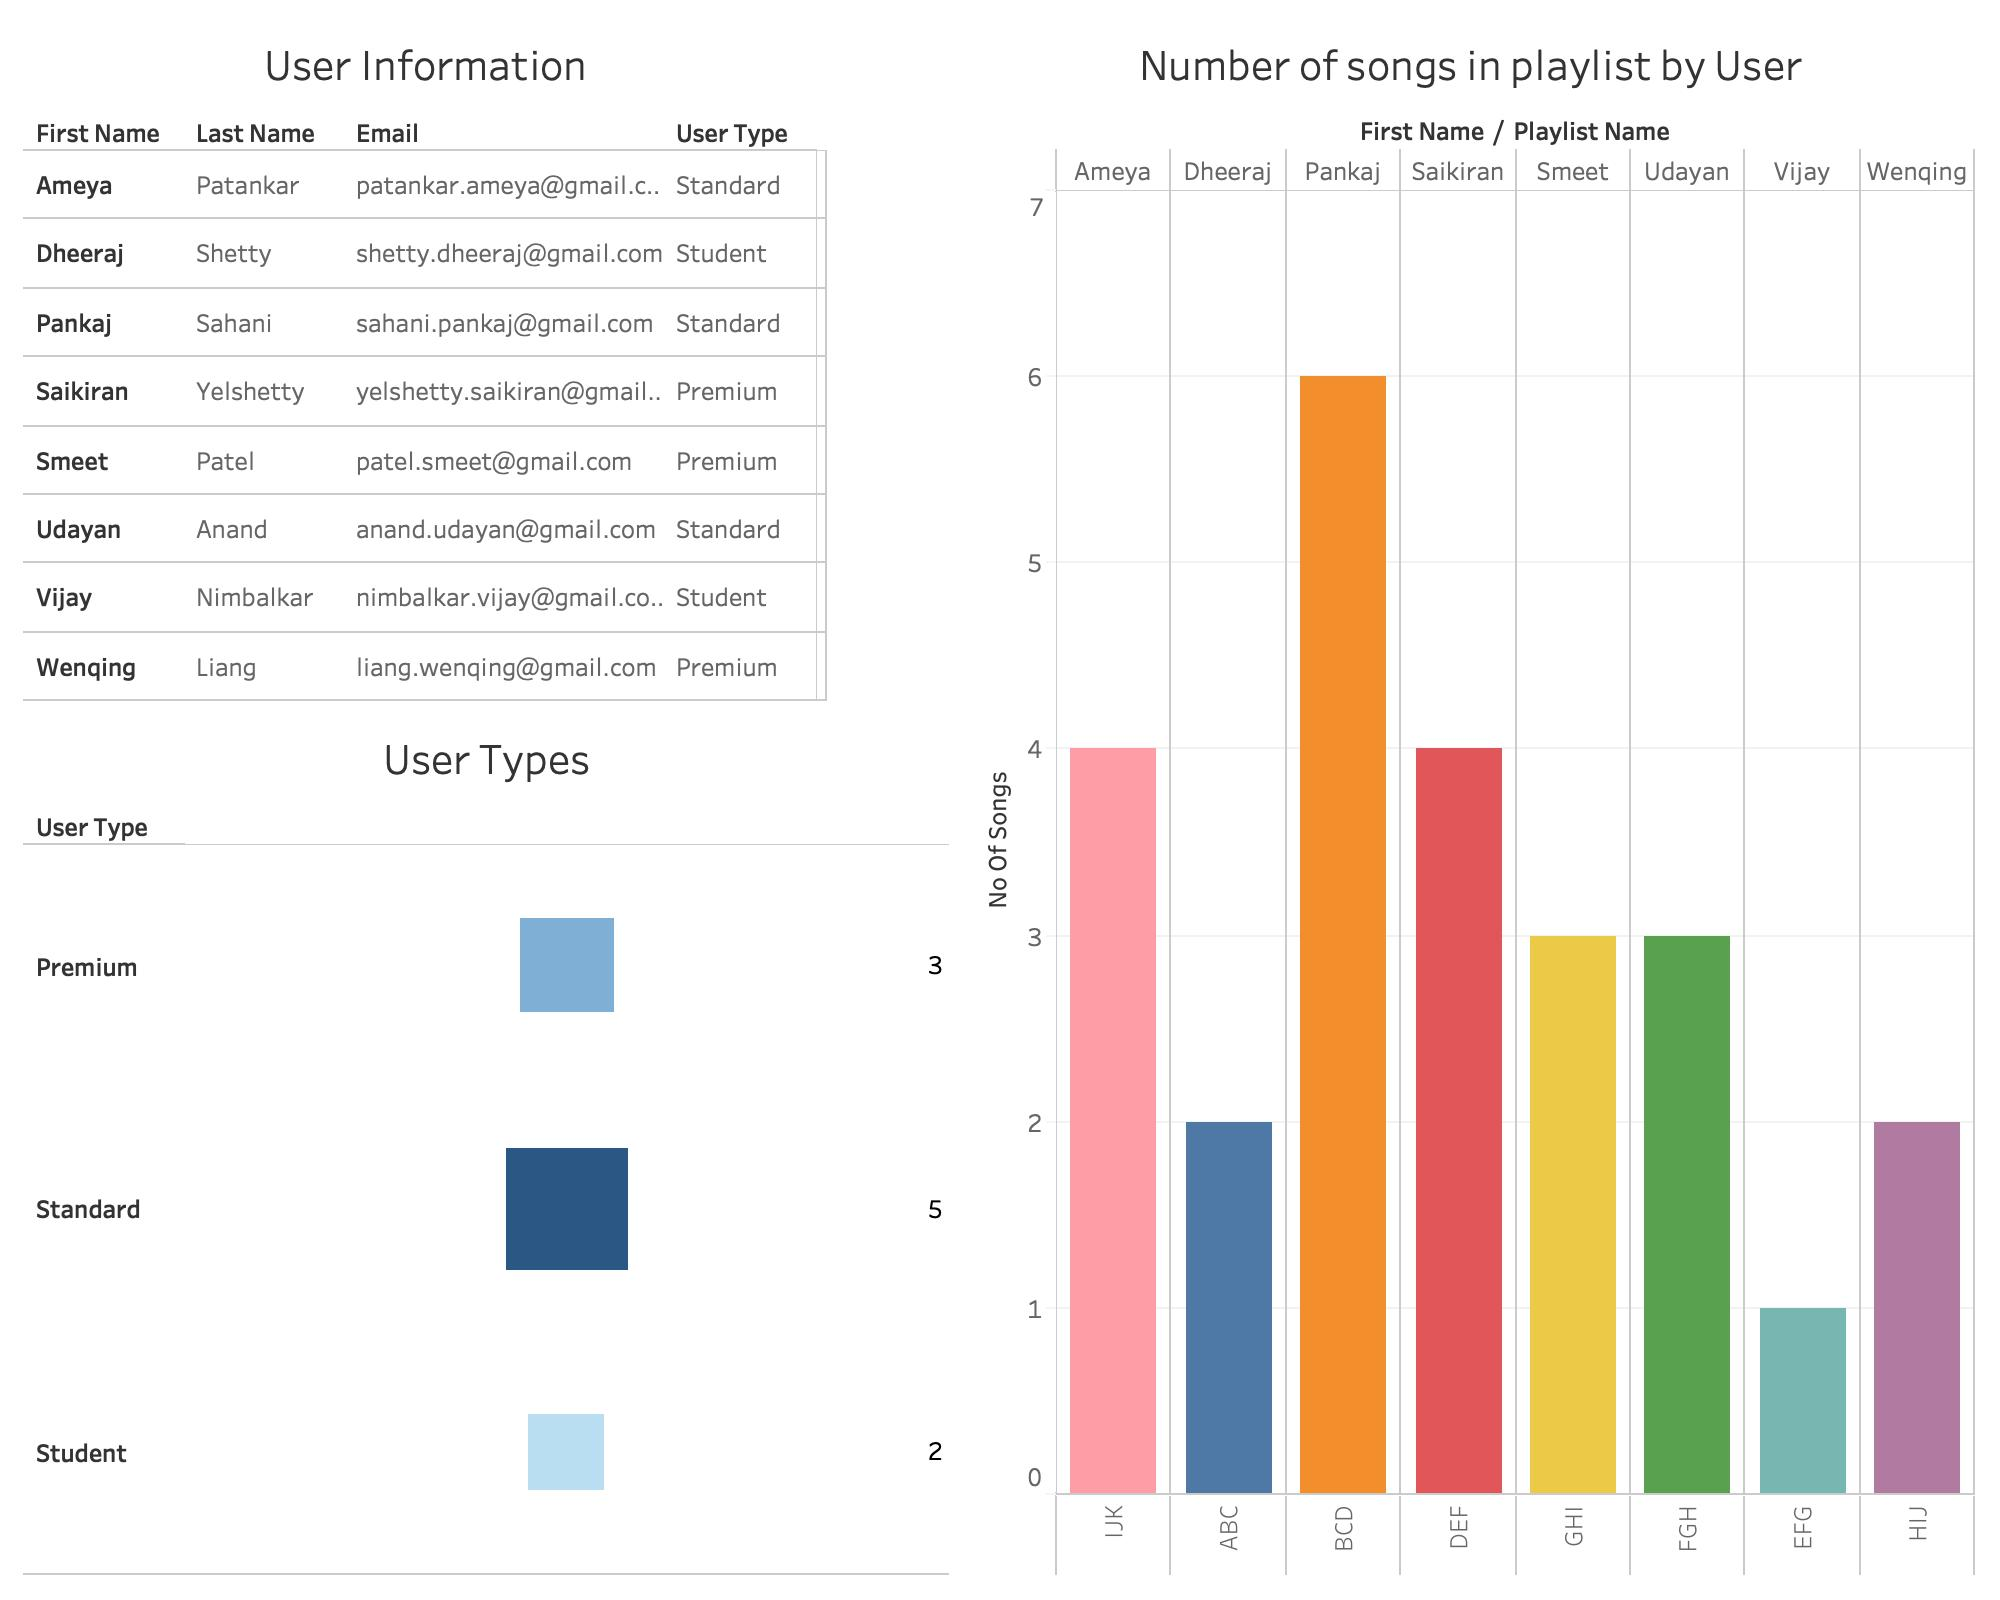 User Information
First Name Last Name Email User Type
Ameya Patankar patankar.ameya@gmail.c.. Standard
Dheeraj Shetty shetty.dheeraj@gmail.com Student
Pankaj Sahani sahani.pankaj@gmail.com Standard
Saikiran Yelshetty yelshetty.saikiran@gmail.. Premium
Smeet Patel patel.smeet@gmail.com Premium
Udayan Anand anand.udayan@gmail.com Standard
Vijay Nimbalkar nimbalkar.vijay@gmail.co.. Student
Wenqing Liang liang.wenqing@gmail.com Premium
User Types
User Type
Premium 3
Standard 5
Student 2
Number of songs in playlist by User
First Name / Playlist Name
Ameya Dheeraj Pankaj Saikiran Smeet Udayan Vijay Wenqing
7
6
5
4
3
2
1
0
No Of Songs
IJK ABC BCD DEF GHI FGH EFG HIJ